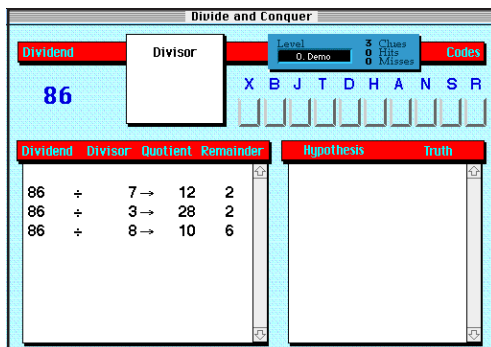 Divide and Conquer
Dividend Divisor Level 3 Clues Codes
0. Demo 0 Hits
0 Misses
86 X B J T D H A N S R
Dividend Divisor Quotient Remainder Hypothesis Truth
86 ÷ 7→ 12 2
86 ÷ 3→ 28 2
86 ÷ 8→ 10 6